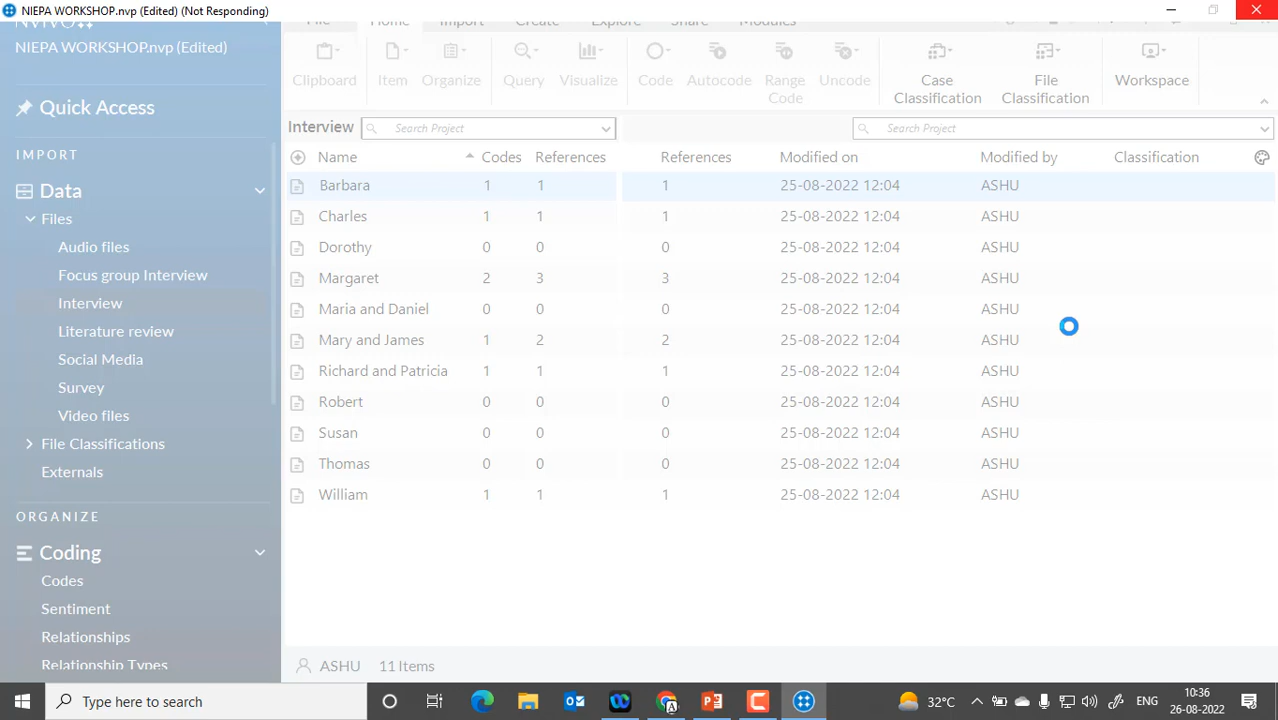 NIEPA WORKSHOP.nvp (Edited) (Not Responding)
NIEPA WORKSHOP.nvp (Edited)
File Home Import Create Explore Share Modules
Clipboard Item Organize Query Visualize Code Autocode Range Code Uncode Case Classification File Classification Workspace
Quick Access
IMPORT
Data
Files
Audio files
Focus group Interview
Interview
Literature review
Social Media
Survey
Video files
File Classifications
Externals
ORGANIZE
Coding
Codes
Sentiment
Relationships
Relationship Types
Interview Search Project Search Project
Name Codes References References Modified on Modified by Classification
Barbara 1 1 1 25-08-2022 12:04 ASHU
Charles 1 1 1 25-08-2022 12:04 ASHU
Dorothy 0 0 0 25-08-2022 12:04 ASHU
Margaret 2 3 3 25-08-2022 12:04 ASHU
Maria and Daniel 0 0 0 25-08-2022 12:04 ASHU
Mary and James 1 2 2 25-08-2022 12:04 ASHU
Richard and Patricia 1 1 1 25-08-2022 12:04 ASHU
Robert 0 0 0 25-08-2022 12:04 ASHU
Susan 0 0 0 25-08-2022 12:04 ASHU
Thomas 0 0 0 25-08-2022 12:04 ASHU
William 1 1 1 25-08-2022 12:04 ASHU
ASHU 11 Items
Type here to search
32°C ENG 10:36
26-08-2022